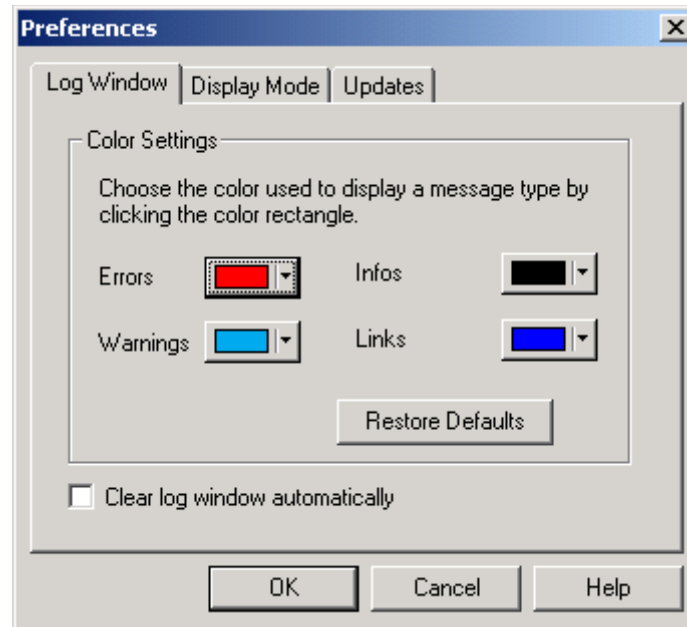 Preferences
Log Window Display Mode Updates
Color Settings
Choose the color used to display a message type by
clicking the color rectangle.
Errors Infos
Warnings Links
Restore Defaults
Clear log window automatically
OK Cancel Help